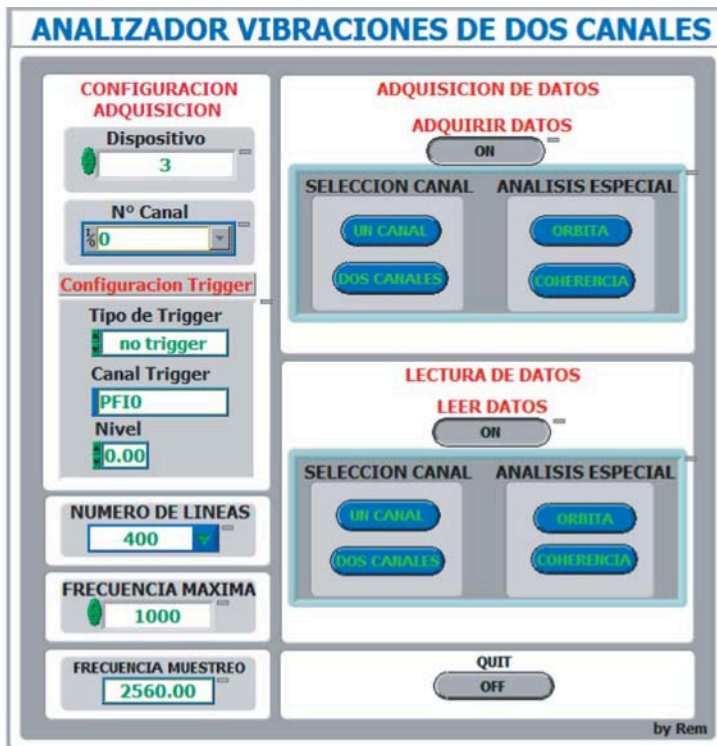 ANALIZADOR VIBRACIONES DE DOS CANALES
CONFIGURACION
ADQUISICION
Dispositivo
3
Nº Canal
I/O 0
Configuracion Trigger
Tipo de Trigger
no trigger
Canal Trigger
PFI0
Nivel
0.00
NUMERO DE LINEAS
400
FRECUENCIA MAXIMA
1000
FRECUENCIA MUESTREO
2560.00
ADQUISICION DE DATOS
ADQUIRIR DATOS
ON
SELECCION CANAL
UN CANAL
DOS CANALES
ANALISIS ESPECIAL
ORBITA
COHERENCIA
LECTURA DE DATOS
LEER DATOS
ON
SELECCION CANAL
UN CANAL
DOS CANALES
ANALISIS ESPECIAL
ORBITA
COHERENCIA
QUIT
OFF
by Rem